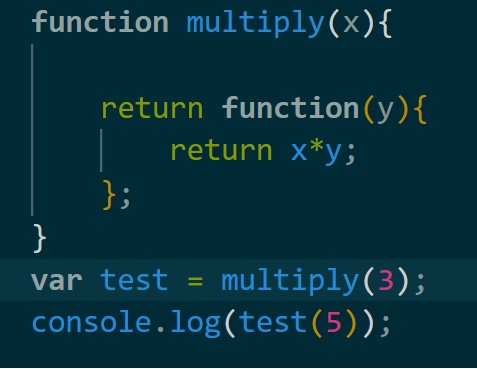 function multiply(x){
return function(y){
return x*y;
};
}
var test = multiply(3);
console.log(test(5));